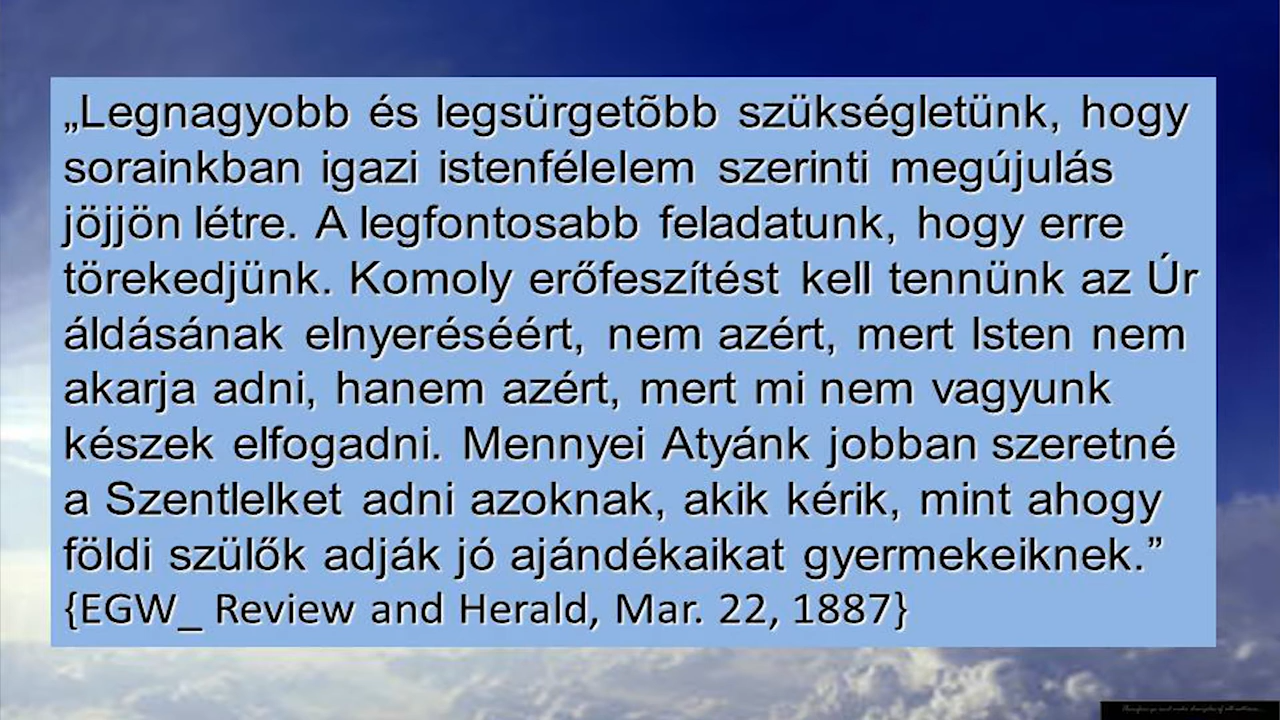 „Legnagyobb és legsürgetõbb szükségletünk, hogy
sorainkban igazi istenfélelem szerinti megújulás
jöjjön létre. A legfontosabb feladatunk, hogy erre
törekedjünk. Komoly erőfeszítést kell tennünk az Úr
áldásának elnyeréséért, nem azért, mert Isten nem
akarja adni, hanem azért, mert mi nem vagyunk
készek elfogadni. Mennyei Atyánk jobban szeretné
a Szentlelket adni azoknak, akik kérik, mint ahogy
földi szülők adják jó ajándékaikat gyermekeiknek.”
{EGW_ Review and Herald, Mar. 22, 1887}